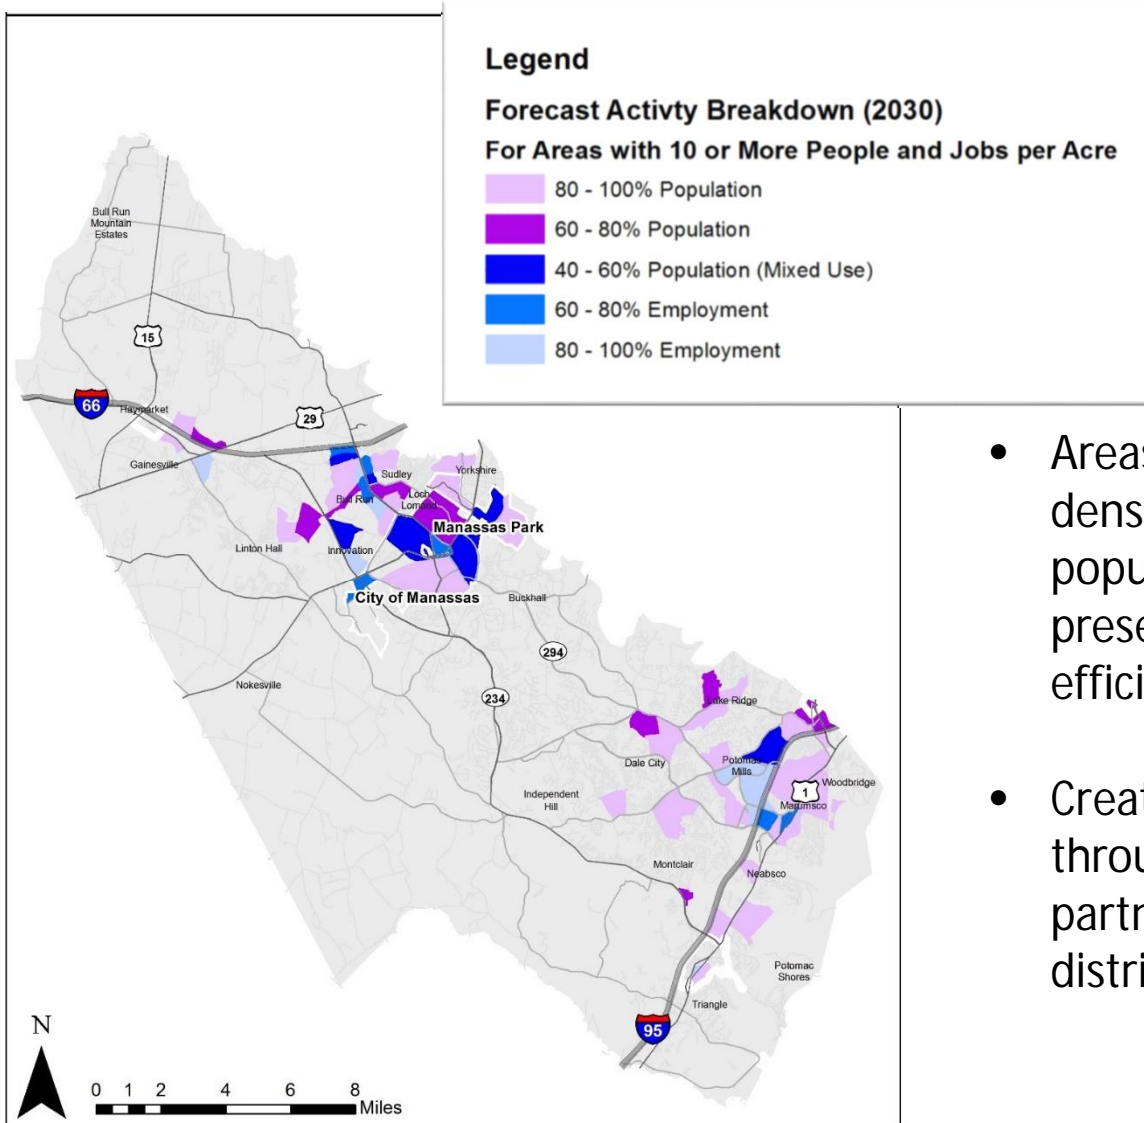 Legend
Forecast Activty Breakdown (2030)
For Areas with 10 or More People and Jobs per Acre
80 - 100% Population
60 - 80% Population
40 - 60% Population (Mixed Use)
60 - 80% Employment
80 - 100% Employment
Bull Run
Mountain
Estates
15
66
Haymarket
29
Gainesville
Sudley
Yorkshire
Bull Run
Loch
Lomond
Manassas Park
Linton Hall
Innovation
City of Manassas
Buckhall
294
Nokesville
234
Lake Ridge
Dale City
Potomac
Mills
Woodbridge
1
Marumsco
Independent
Hill
Montclair
Neabsco
Potomac
Shores
Triangle
95
N
0 1 2 4 6 8
Miles
• Areas
dens
popu
prese
effici
• Creat
throu
partn
distri